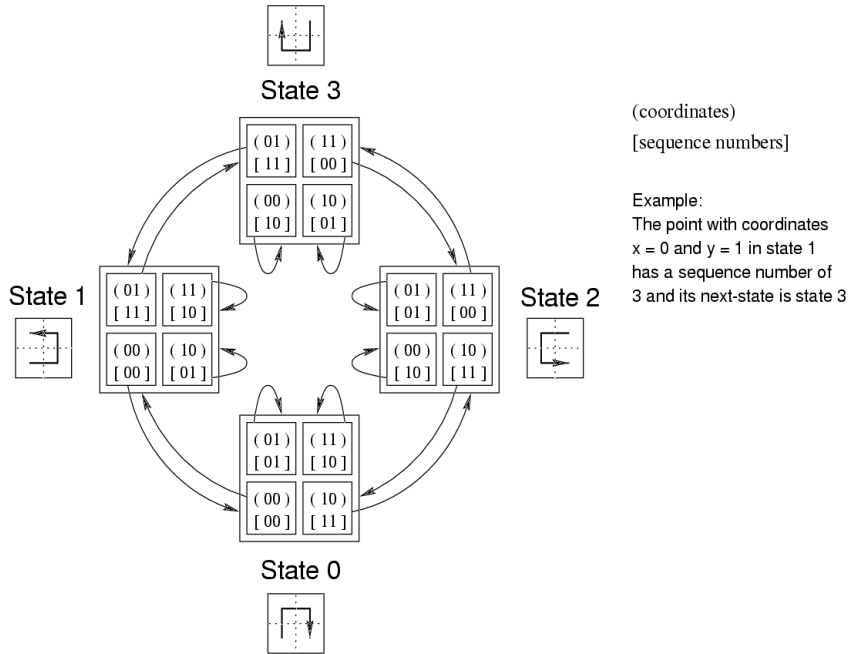 State 3
( 01 ) ( 11 )
[ 11 ] [ 00 ]
( 00 ) ( 10 )
[ 10 ] [ 01 ]
(coordinates)
[sequence numbers]
Example:
The point with coordinates
x = 0 and y = 1 in state 1
has a sequence number of
3 and its next-state is state 3
State 1
( 01 ) ( 11 )
[ 11 ] [ 10 ]
( 00 ) ( 10 )
[ 00 ] [ 01 ]
State 2
( 01 ) ( 11 )
[ 01 ] [ 00 ]
( 00 ) ( 10 )
[ 10 ] [ 11 ]
( 01 ) ( 11 )
[ 01 ] [ 10 ]
( 00 ) ( 10 )
[ 00 ] [ 11 ]
State 0